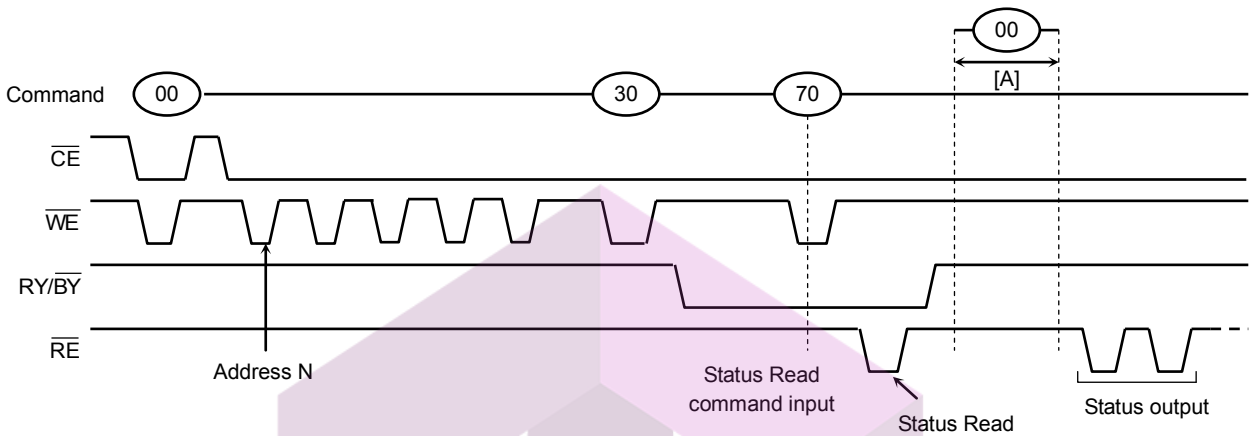 00
[A]
Command 00 30 70
CE
WE
RY/BY
RE
Address N
Status Read
command input
Status Read
Status output